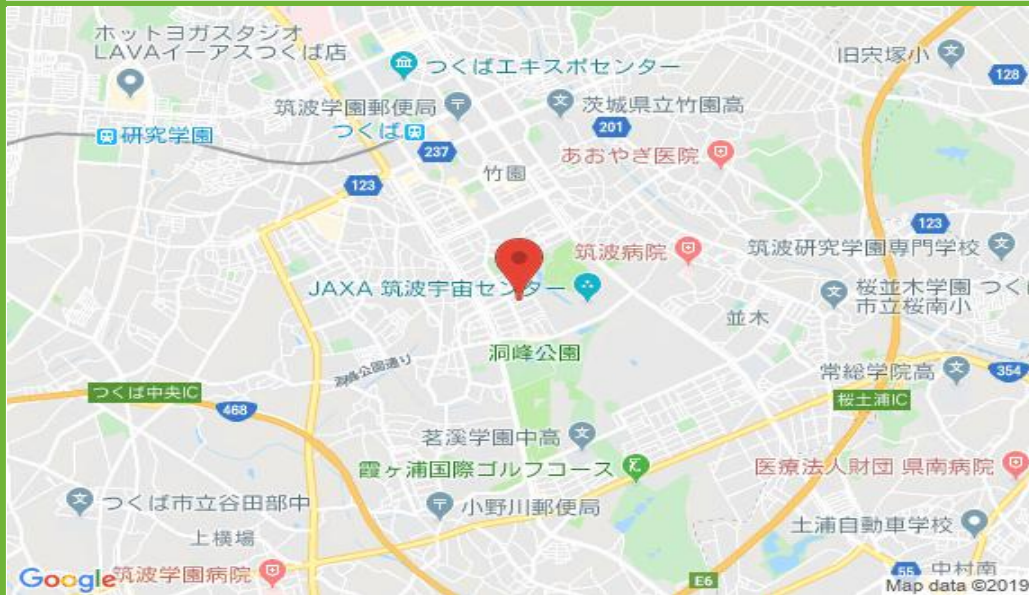 ホットヨガスタジオ
LAVAイーアスつくば店
つくばエキスポセンター
旧宍塚小
128
筑波学園郵便局
茨城県立竹園高
研究学園
つくば
201
237
あおやぎ医院
竹園
123
123
筑波病院
筑波研究学園専門学校
JAXA 筑波宇宙センター
桜並木学園 つくば
市立桜南小
並木
洞峰公園
洞峰公園通り
常総学院高
354
つくば中央IC
468
桜土浦IC
茗溪学園中高
霞ヶ浦国際ゴルフコース
医療法人財団 県南病院
つくば市立谷田部中
小野川郵便局
土浦自動車学校
上横場
Google
筑波学園病院
E6
55
中村南
Map data ©2019